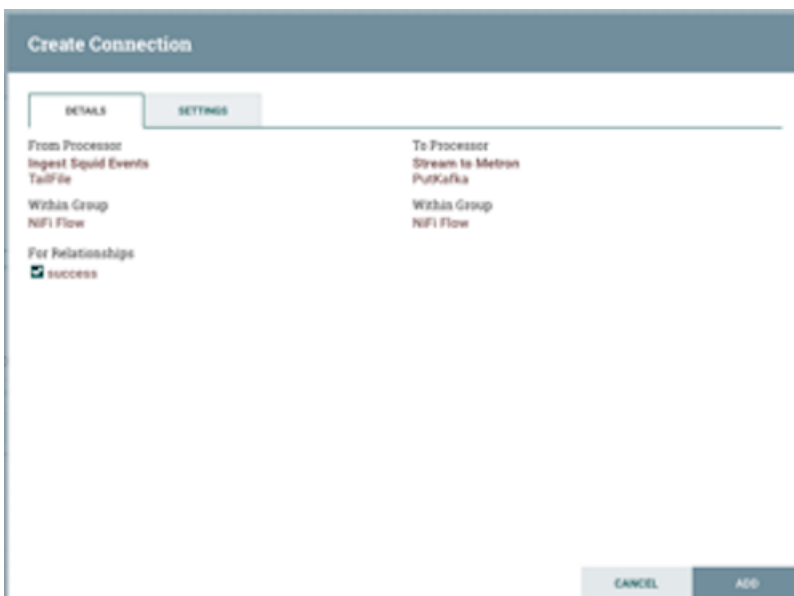 Create Connection
DETAILS
SETTINGS
From Processor
Ingest Squid Events
TailFile
Within Group
NiFi Flow
For Relationships
success
To Processor
Stream to Metron
PutKafka
Within Group
NiFi Flow
CANCEL
ADD